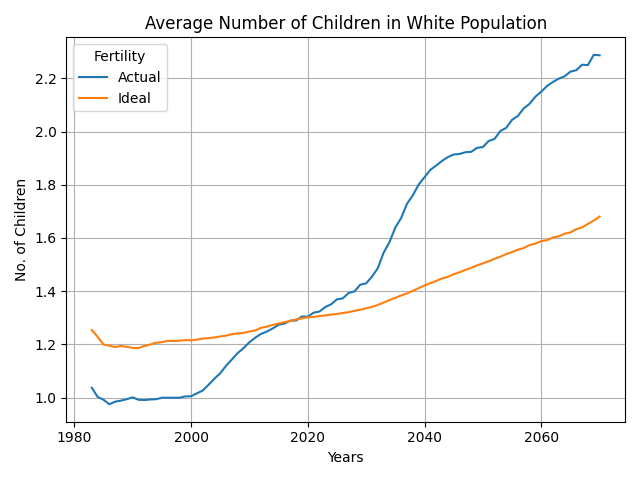 Average Number of Children in White Population
Fertility
Actual
Ideal
2.2
2.0
1.8
1.6
1.4
1.2
1.0
No. of Children
1980
2000
2020
2040
2060
Years